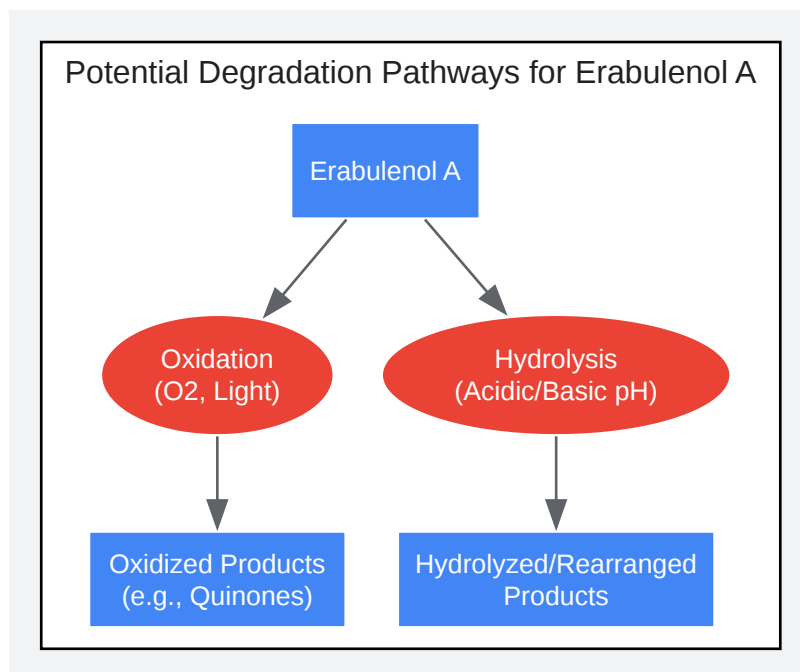 Potential Degradation Pathways for Erabulenol A
Erabulenol A
Oxidation
(O2, Light)
Hydrolysis
(Acidic/Basic pH)
Oxidized Products
(e.g., Quinones)
Hydrolyzed/Rearranged
Products